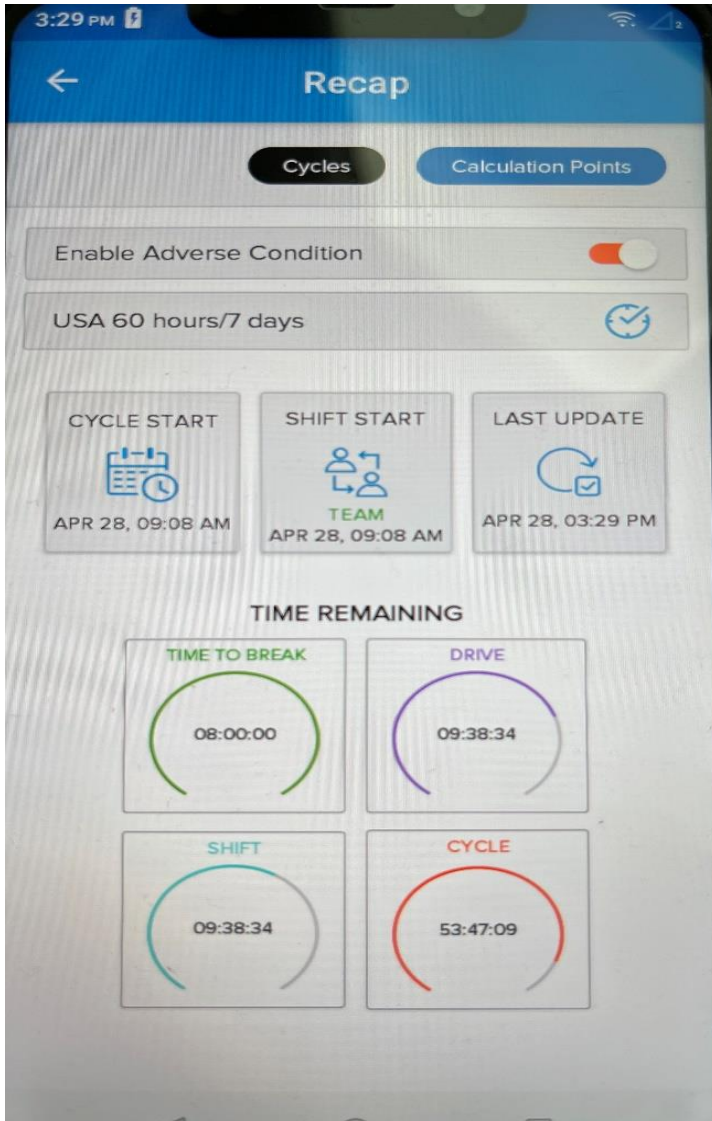 3:29 PM
2
Recap
Cycles
Calculation Points
Enable Adverse Condition
USA 60 hours/7 days
CYCLE START
APR 28, 09:08 AM
SHIFT START
TEAM
APR 28, 09:08 AM
LAST UPDATE
APR 28, 03:29 PM
TIME REMAINING
TIME TO BREAK
08:00:00
DRIVE
09:38:34
SHIFT
09:38:34
CYCLE
53:47:09